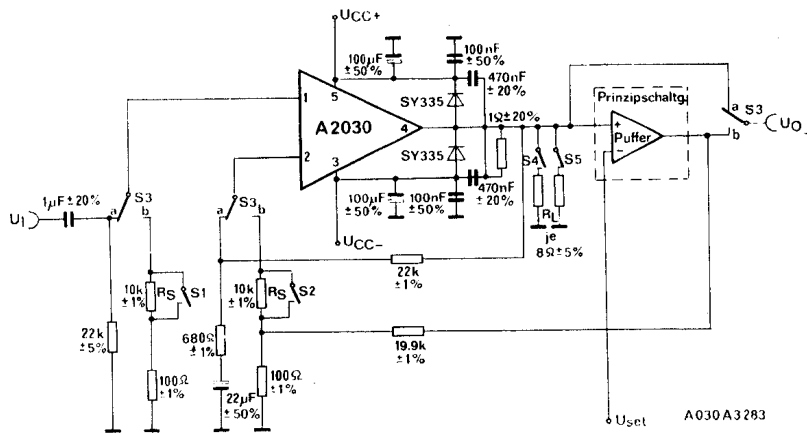 UCC+
100µF
±50%
100nF
±50%
470nF
±20%
5
1
A2030
4
2
3
SY335
1Ω±20%
SY335
Prinzipschaltg.
+
Puffer
−
S3
a
b
UO
S4
S5
RL
je
8Ω±5%
100µF
±50%
100nF
±50%
470nF
±20%
UCC-
1µF±20%
UI
S3
a
b
S3
a
b
22k
±1%
10k
±1%
RS
S1
10k
±1%
RS
S2
19.9k
±1%
22k
±5%
680Ω
±1%
100Ω
±1%
22µF
±50%
100Ω
±1%
Uset
A030A3283